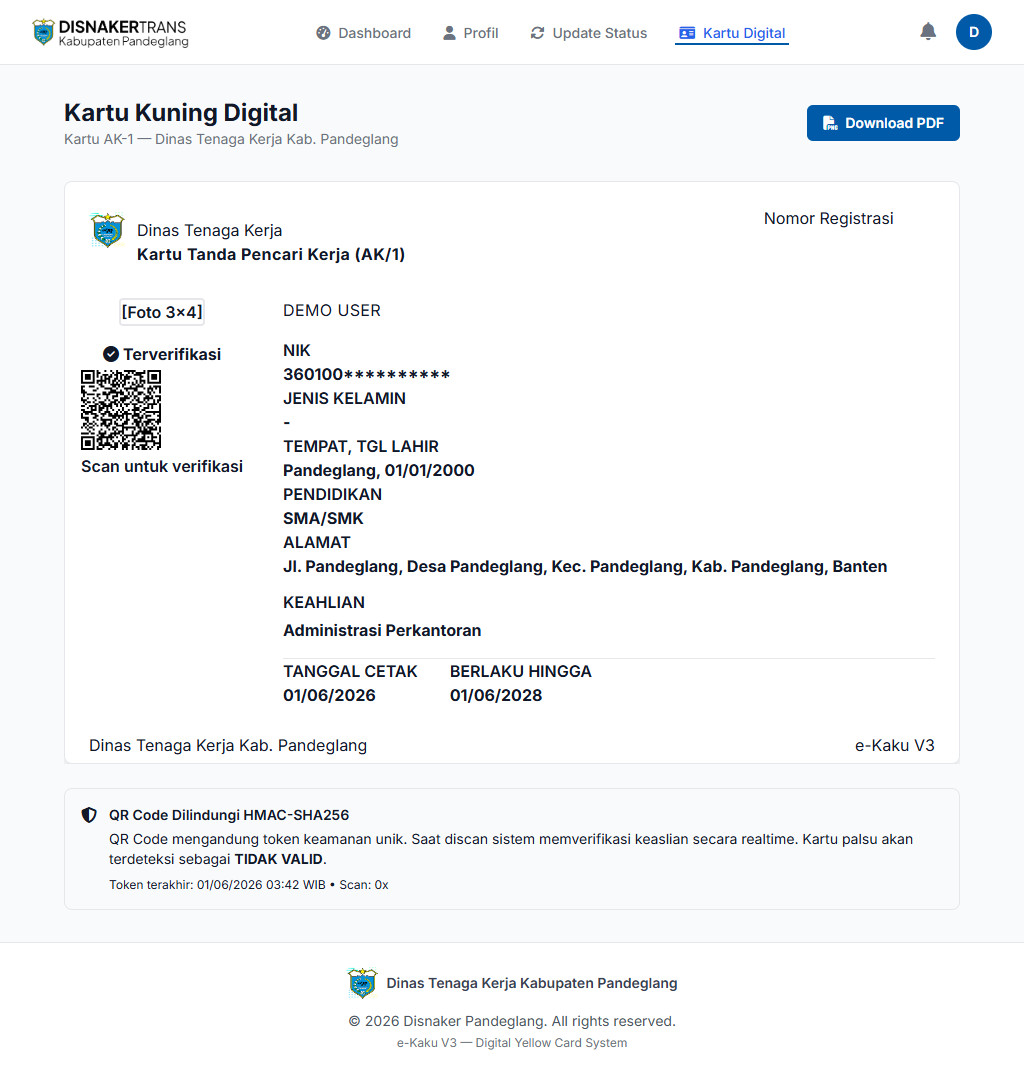 DISNAKERTRANS
Kabupaten Pandeglang
Dashboard
Profil
Update Status
Kartu Digital
D
Kartu Kuning Digital
Kartu AK-1 — Dinas Tenaga Kerja Kab. Pandeglang
Download PDF
Dinas Tenaga Kerja
Kartu Tanda Pencari Kerja (AK/1)
Nomor Registrasi
[Foto 3×4]
Terverifikasi
Scan untuk verifikasi
DEMO USER
NIK
360100**********
JENIS KELAMIN
-
TEMPAT, TGL LAHIR
Pandeglang, 01/01/2000
PENDIDIKAN
SMA/SMK
ALAMAT
Jl. Pandeglang, Desa Pandeglang, Kec. Pandeglang, Kab. Pandeglang, Banten
KEAHLIAN
Administrasi Perkantoran
TANGGAL CETAK
01/06/2026
BERLAKU HINGGA
01/06/2028
Dinas Tenaga Kerja Kab. Pandeglang
e-Kaku V3
QR Code Dilindungi HMAC-SHA256
QR Code mengandung token keamanan unik. Saat discan sistem memverifikasi keaslian secara realtime. Kartu palsu akan
terdeteksi sebagai TIDAK VALID.
Token terakhir: 01/06/2026 03:42 WIB • Scan: 0x
Dinas Tenaga Kerja Kabupaten Pandeglang
© 2026 Disnaker Pandeglang. All rights reserved.
e-Kaku V3 — Digital Yellow Card System